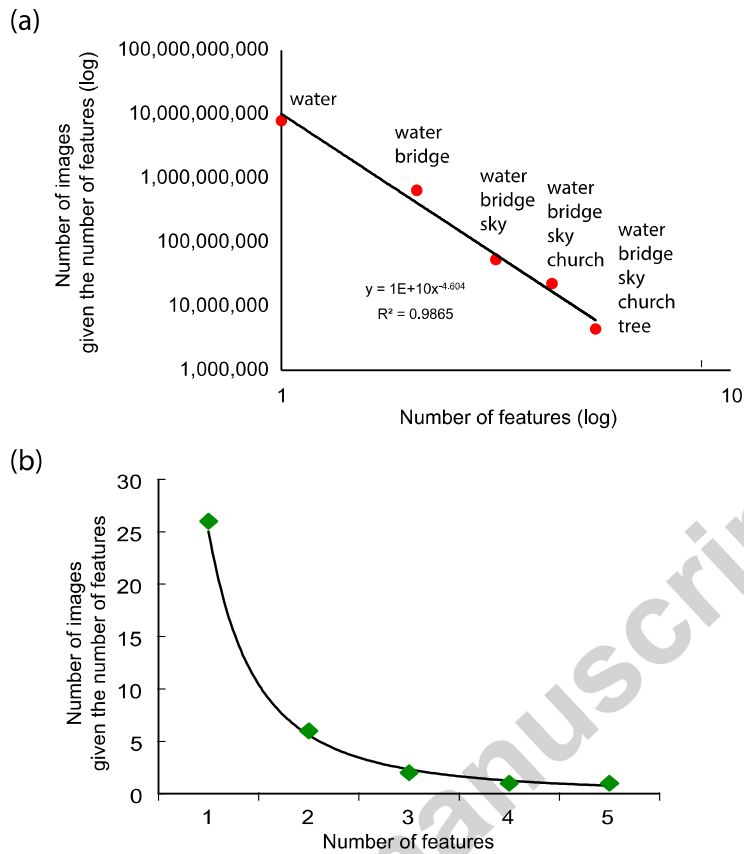 (a)
Number of images
given the number of features (log)
100,000,000,000
10,000,000,000
1,000,000,000
100,000,000
10,000,000
1,000,000
water
water
bridge
water
bridge
sky
water
bridge
sky
church
water
bridge
sky
church
tree
y = 1E+10x^-4.604
R² = 0.9865
1
10
Number of features (log)
(b)
Number of images
given the number of features
30
25
20
15
10
5
0
1
2
3
4
5
Number of features
manuscrip